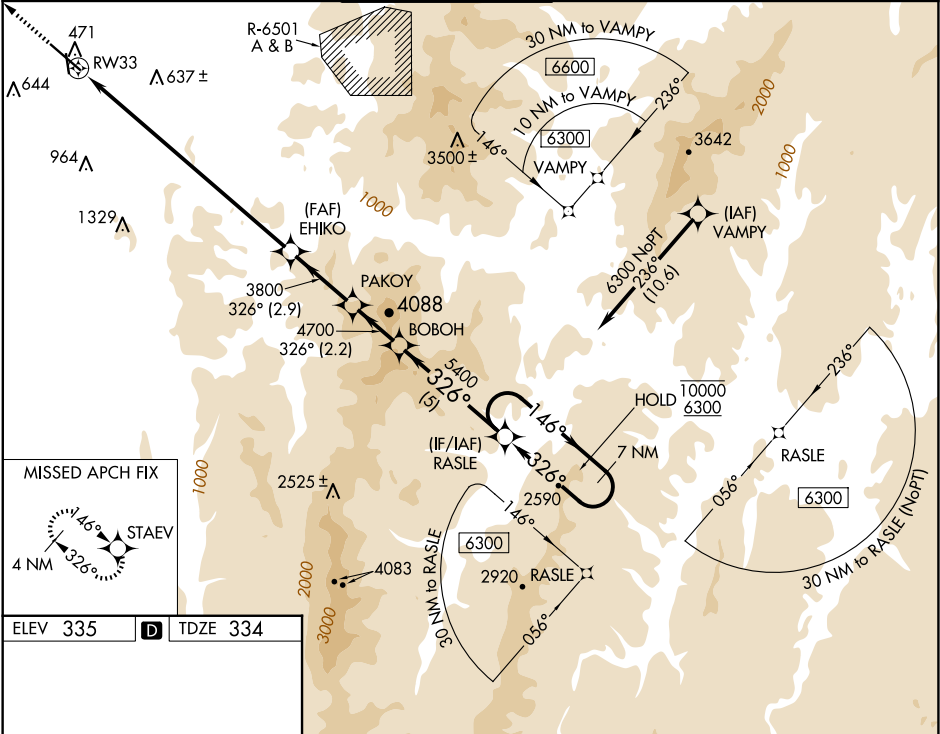 471
RW33
644
637 ±
R-6501
A & B
30 NM to VAMPY
6600
10 NM to VAMPY
6300
236°
146°
VAMPY
3500 ±
2000
3642
1000
964
1329
1000
(FAF)
EHIKO
(IAF)
VAMPY
6300 NoPT
236°
(10.6)
3800
326° (2.9)
PAKOY
4088
4700
326° (2.2)
BOBOH
5400
326°
(5)
146°
HOLD
10000
6300
7 NM
(IF/IAF)
RASLE
326°
2590
236°
RASLE
056°
6300
30 NM to RASLE (NoPT)
MISSED APCH FIX
146°
STAEV
4 NM
326°
1000
2525 ±
146°
6300
30 NM to RASLE
4083
2920
RASLE
056°
2000
3000
ELEV 335
D
TDZE 334